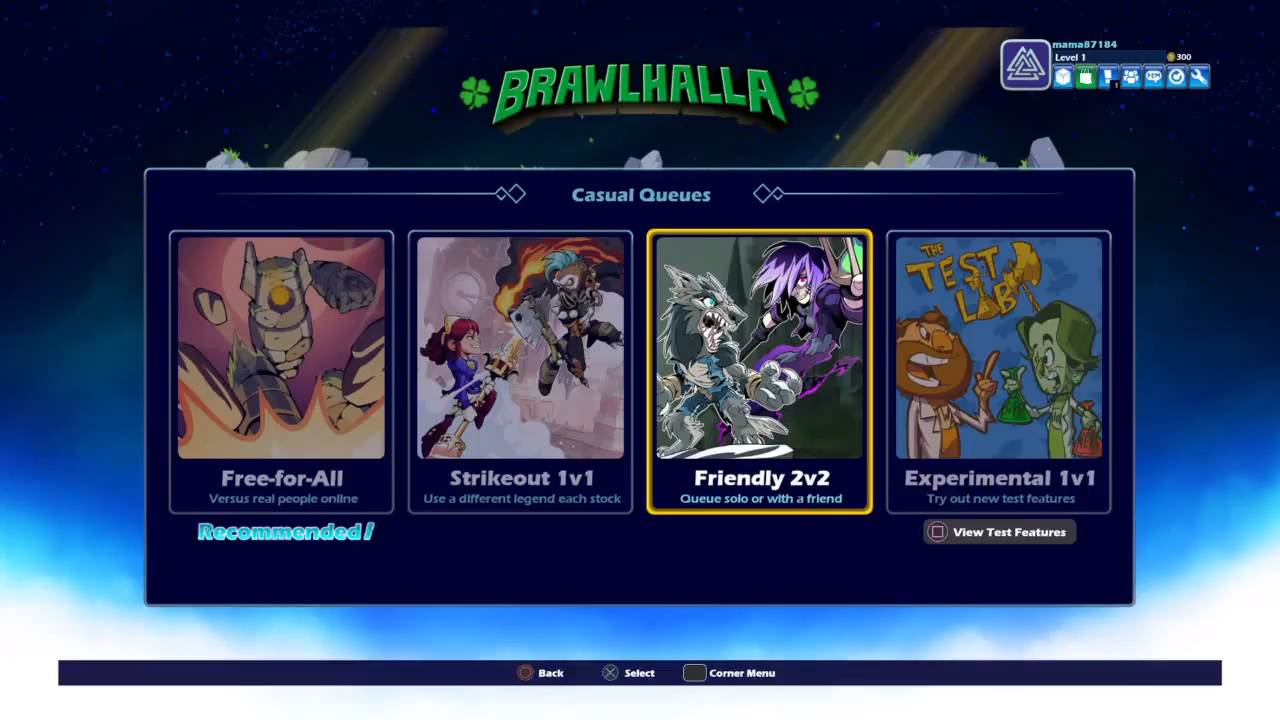 mama87184
Level 1
300
BRAWLHALLA
Casual Queues
THE TEST LAB
Free-for-All
Versus real people online
Recommended!
Strikeout 1v1
Use a different legend each stock
Friendly 2v2
Queue solo or with a friend
Experimental 1v1
Try out new test features
View Test Features
Back
Select
Corner Menu